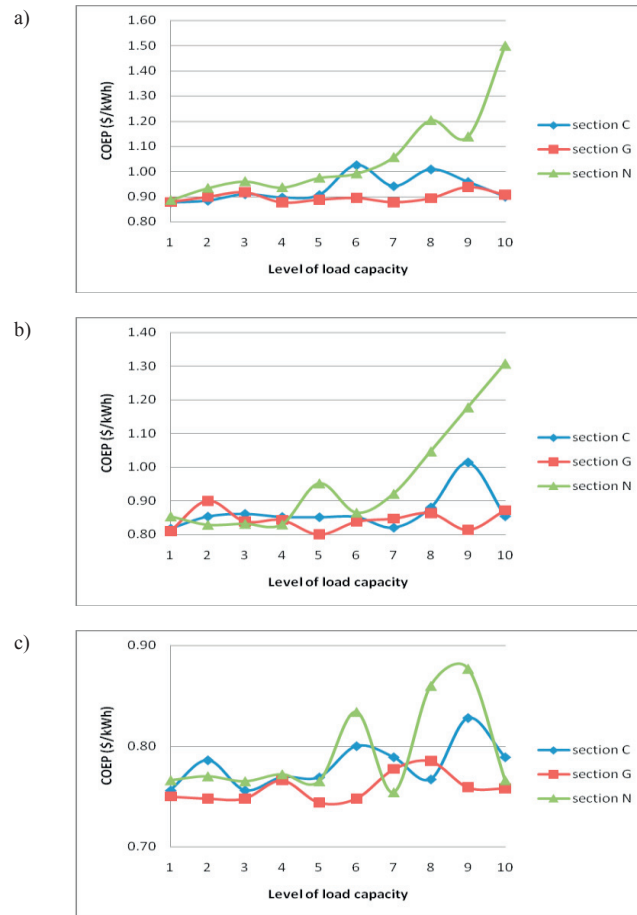 a)
1.60
1.50
1.40
1.30
1.20
1.10
1.00
0.90
0.80
COEP ($/kWh)
1 2 3 4 5 6 7 8 9 10
Level of load capacity
section C
section G
section N
b)
1.40
1.30
1.20
1.10
1.00
0.90
0.80
COEP ($/kWh)
1 2 3 4 5 6 7 8 9 10
Level of load capacity
section C
section G
section N
c)
0.90
0.80
0.70
COEP ($/kWh)
1 2 3 4 5 6 7 8 9 10
Level of load capacity
section C
section G
section N